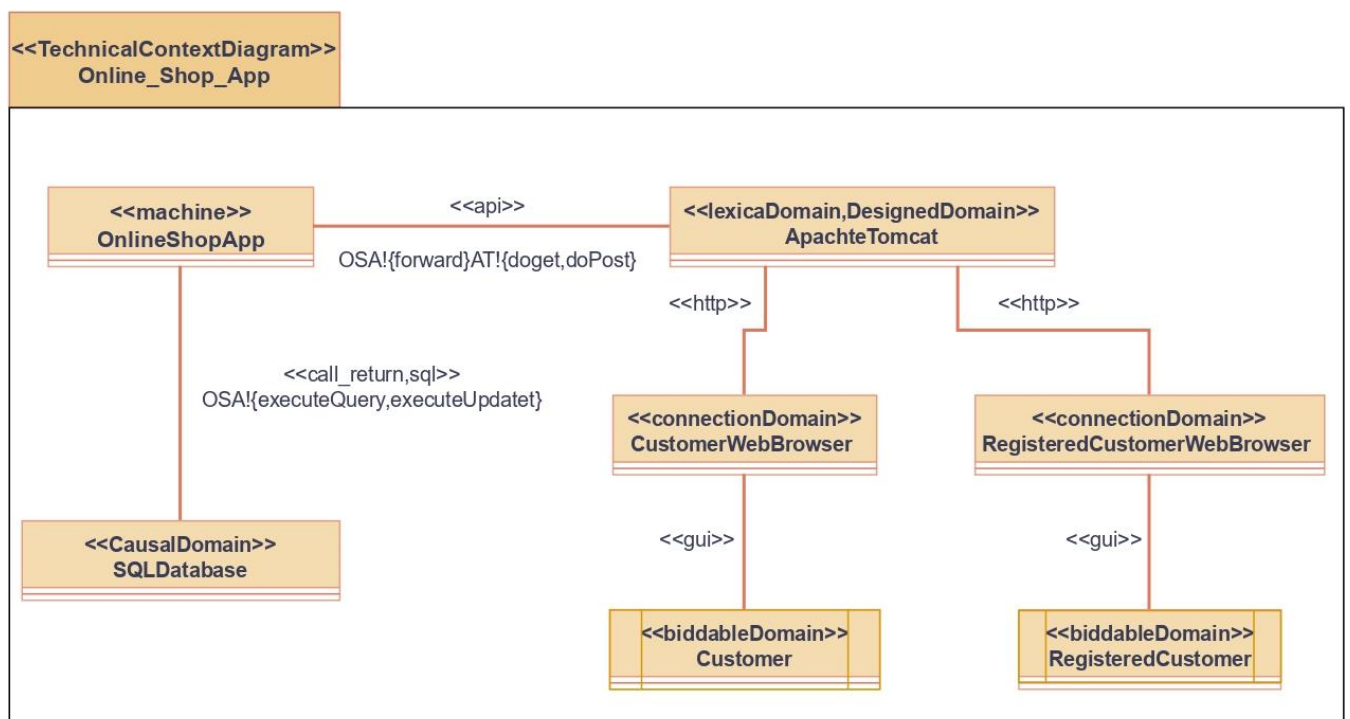 <<TechnicalContextDiagram>>
Online_Shop_App
<<machine>>
OnlineShopApp
<<api>>
OSA!{forward}AT!{doget,doPost}
<<lexicaDomain,DesignedDomain>>
ApachteTomcat
<<http>>
<<http>>
<<call_return,sql>>
OSA!{executeQuery,executeUpdatet}
<<connectionDomain>>
CustomerWebBrowser
<<connectionDomain>>
RegisteredCustomerWebBrowser
<<CausalDomain>>
SQLDatabase
<<gui>>
<<gui>>
<<biddableDomain>>
Customer
<<biddableDomain>>
RegisteredCustomer